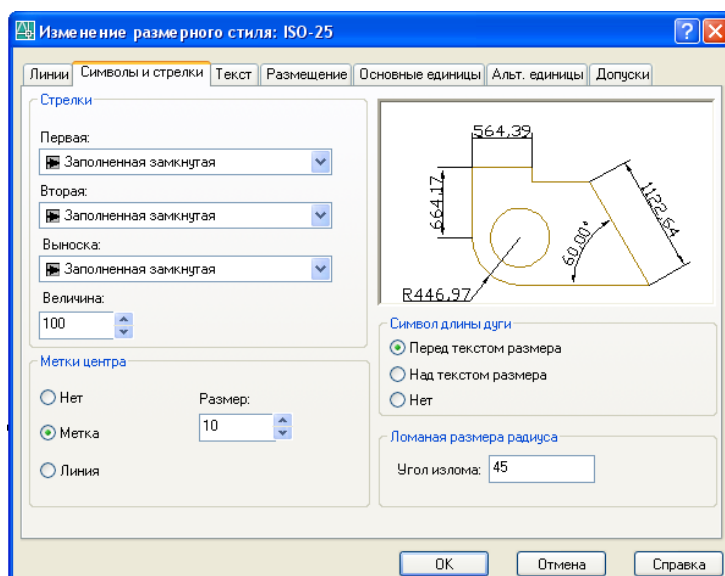 Изменение размерного стиля: ISO-25
Линии
Символы и стрелки
Текст
Размещение
Основные единицы
Альт. единицы
Допуски
Стрелки
Первая:
Заполненная замкнутая
Вторая:
Заполненная замкнутая
Выноска:
Заполненная замкнутая
Величина:
100
Метки центра
Нет
Метка
Линия
Размер:
10
564,39
664,17
1122,64
60,00°
R446,97
Символ длины дуги
Перед текстом размера
Над текстом размера
Нет
Ломаная размера радиуса
Угол излома:
45
OK
Отмена
Справка